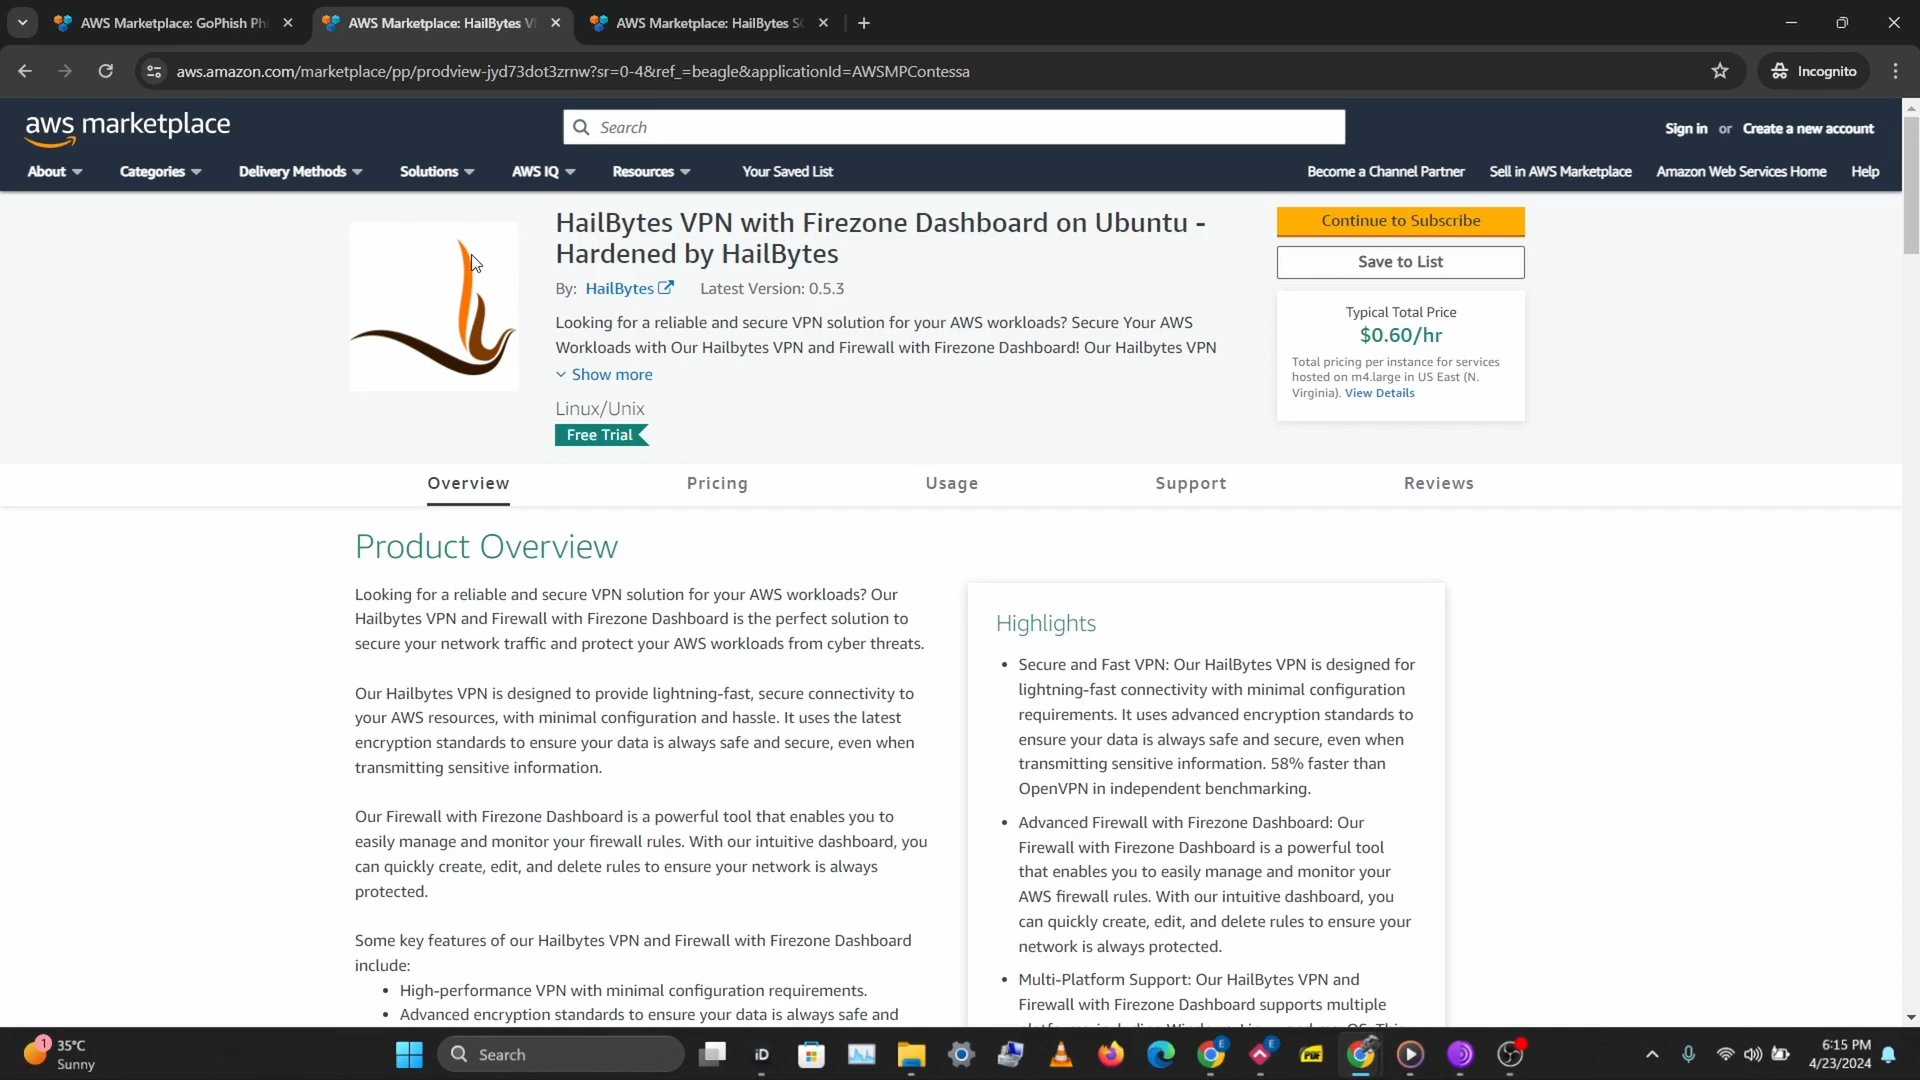 AWS Marketplace: GoPhish Ph
AWS Marketplace: HailBytes V
AWS Marketplace: HailBytes S
aws.amazon.com/marketplace/pp/prodview-jyd73dot3zrnw?sr=0-4&ref_=beagle&applicationId=AWSMPContessa
Incognito
aws marketplace
Search
Sign in or Create a new account
About Categories Delivery Methods Solutions AWS IQ Resources Your Saved List Become a Channel Partner Sell in AWS Marketplace Amazon Web Services Home Help
HailBytes VPN with Firezone Dashboard on Ubuntu -
Hardened by HailBytes
By: HailBytes Latest Version: 0.5.3
Looking for a reliable and secure VPN solution for your AWS workloads? Secure Your AWS
Workloads with Our Hailbytes VPN and Firewall with Firezone Dashboard! Our Hailbytes VPN
Show more
Linux/Unix
Free Trial
Continue to Subscribe
Save to List
Typical Total Price
$0.60/hr
Total pricing per instance for services
hosted on m4.large in US East (N.
Virginia). View Details
Overview Pricing Usage Support Reviews
Product Overview
Looking for a reliable and secure VPN solution for your AWS workloads? Our
Hailbytes VPN and Firewall with Firezone Dashboard is the perfect solution to
secure your network traffic and protect your AWS workloads from cyber threats.
Our Hailbytes VPN is designed to provide lightning-fast, secure connectivity to
your AWS resources, with minimal configuration and hassle. It uses the latest
encryption standards to ensure your data is always safe and secure, even when
transmitting sensitive information.
Our Firewall with Firezone Dashboard is a powerful tool that enables you to
easily manage and monitor your firewall rules. With our intuitive dashboard, you
can quickly create, edit, and delete rules to ensure your network is always
protected.
Some key features of our Hailbytes VPN and Firewall with Firezone Dashboard
include:
• High-performance VPN with minimal configuration requirements.
• Advanced encryption standards to ensure your data is always safe and
Highlights
• Secure and Fast VPN: Our HailBytes VPN is designed for
lightning-fast connectivity with minimal configuration
requirements. It uses advanced encryption standards to
ensure your data is always safe and secure, even when
transmitting sensitive information. 58% faster than
OpenVPN in independent benchmarking.
• Advanced Firewall with Firezone Dashboard: Our
Firewall with Firezone Dashboard is a powerful tool
that enables you to easily manage and monitor your
AWS firewall rules. With our intuitive dashboard, you
can quickly create, edit, and delete rules to ensure your
network is always protected.
• Multi-Platform Support: Our HailBytes VPN and
Firewall with Firezone Dashboard supports multiple
1
35°C
Sunny
Search
iD
E
E
PDF
6:15 PM
4/23/2024